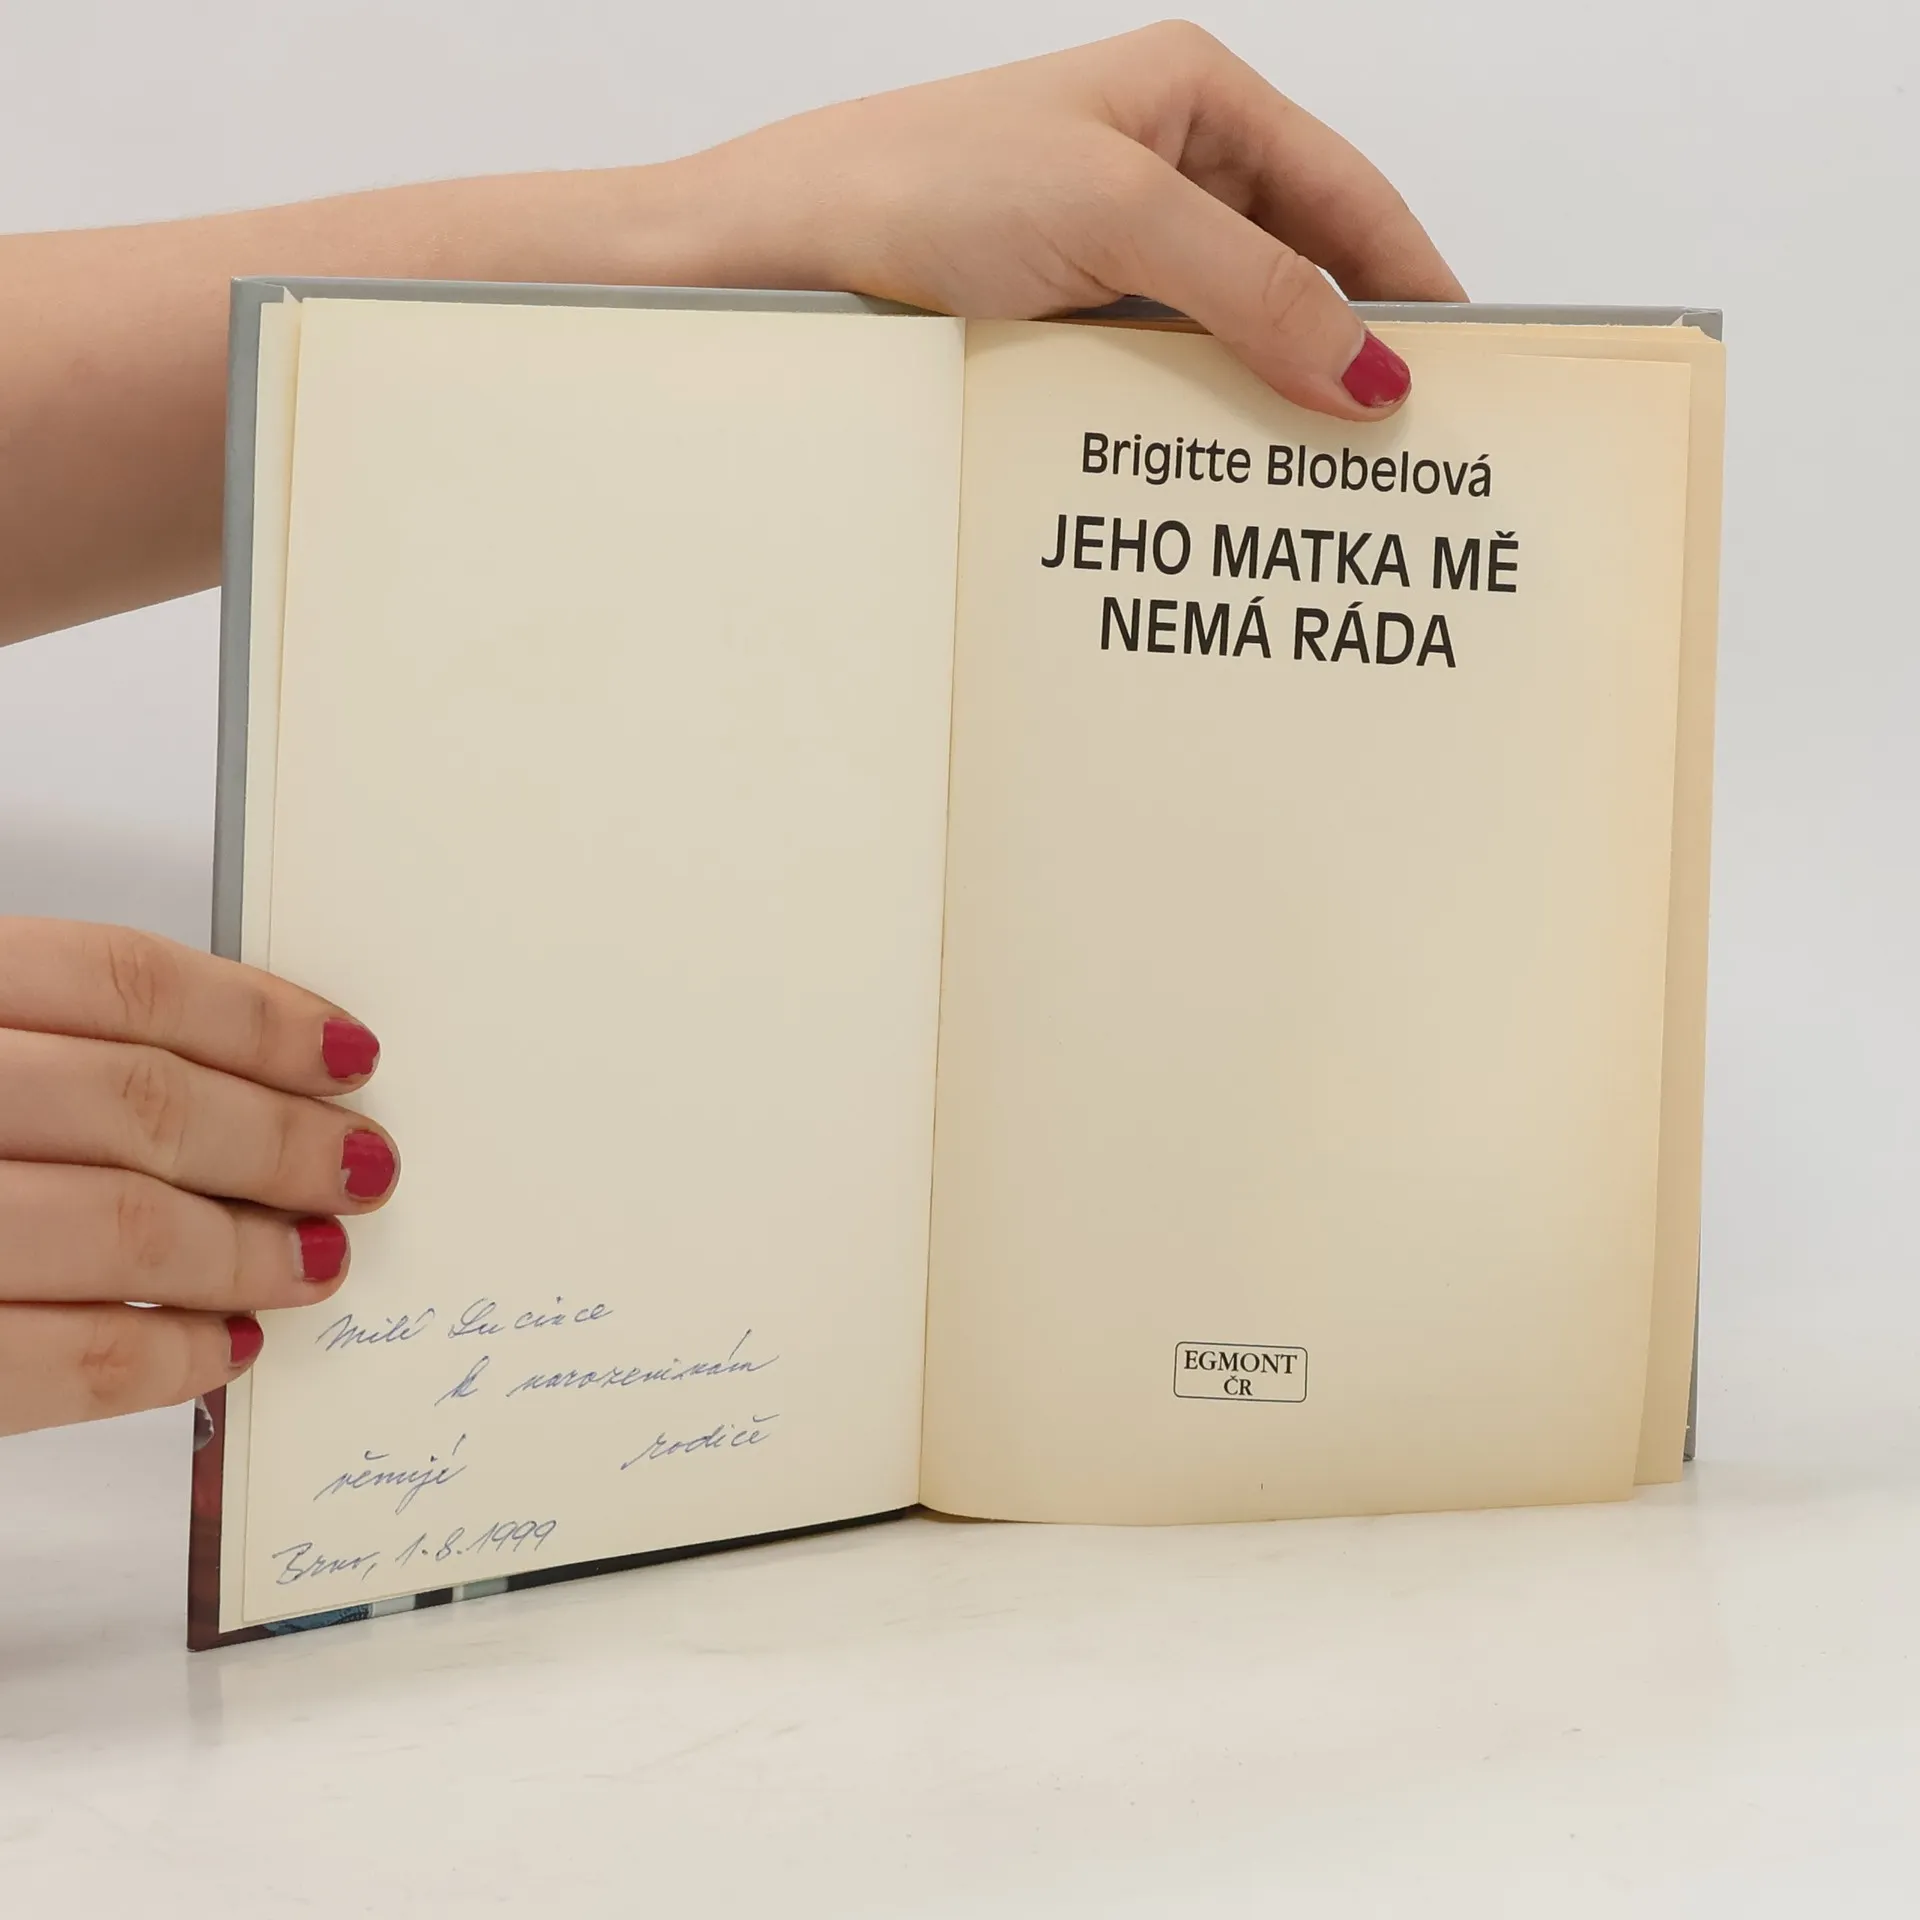 Milé Lucince
k narozeninám
věnují rodiče
Brno, 1.8.1999
Brigitte Blobelová
JEHO MATKA MĚ
NEMÁ RÁDA
EGMONT
ČR